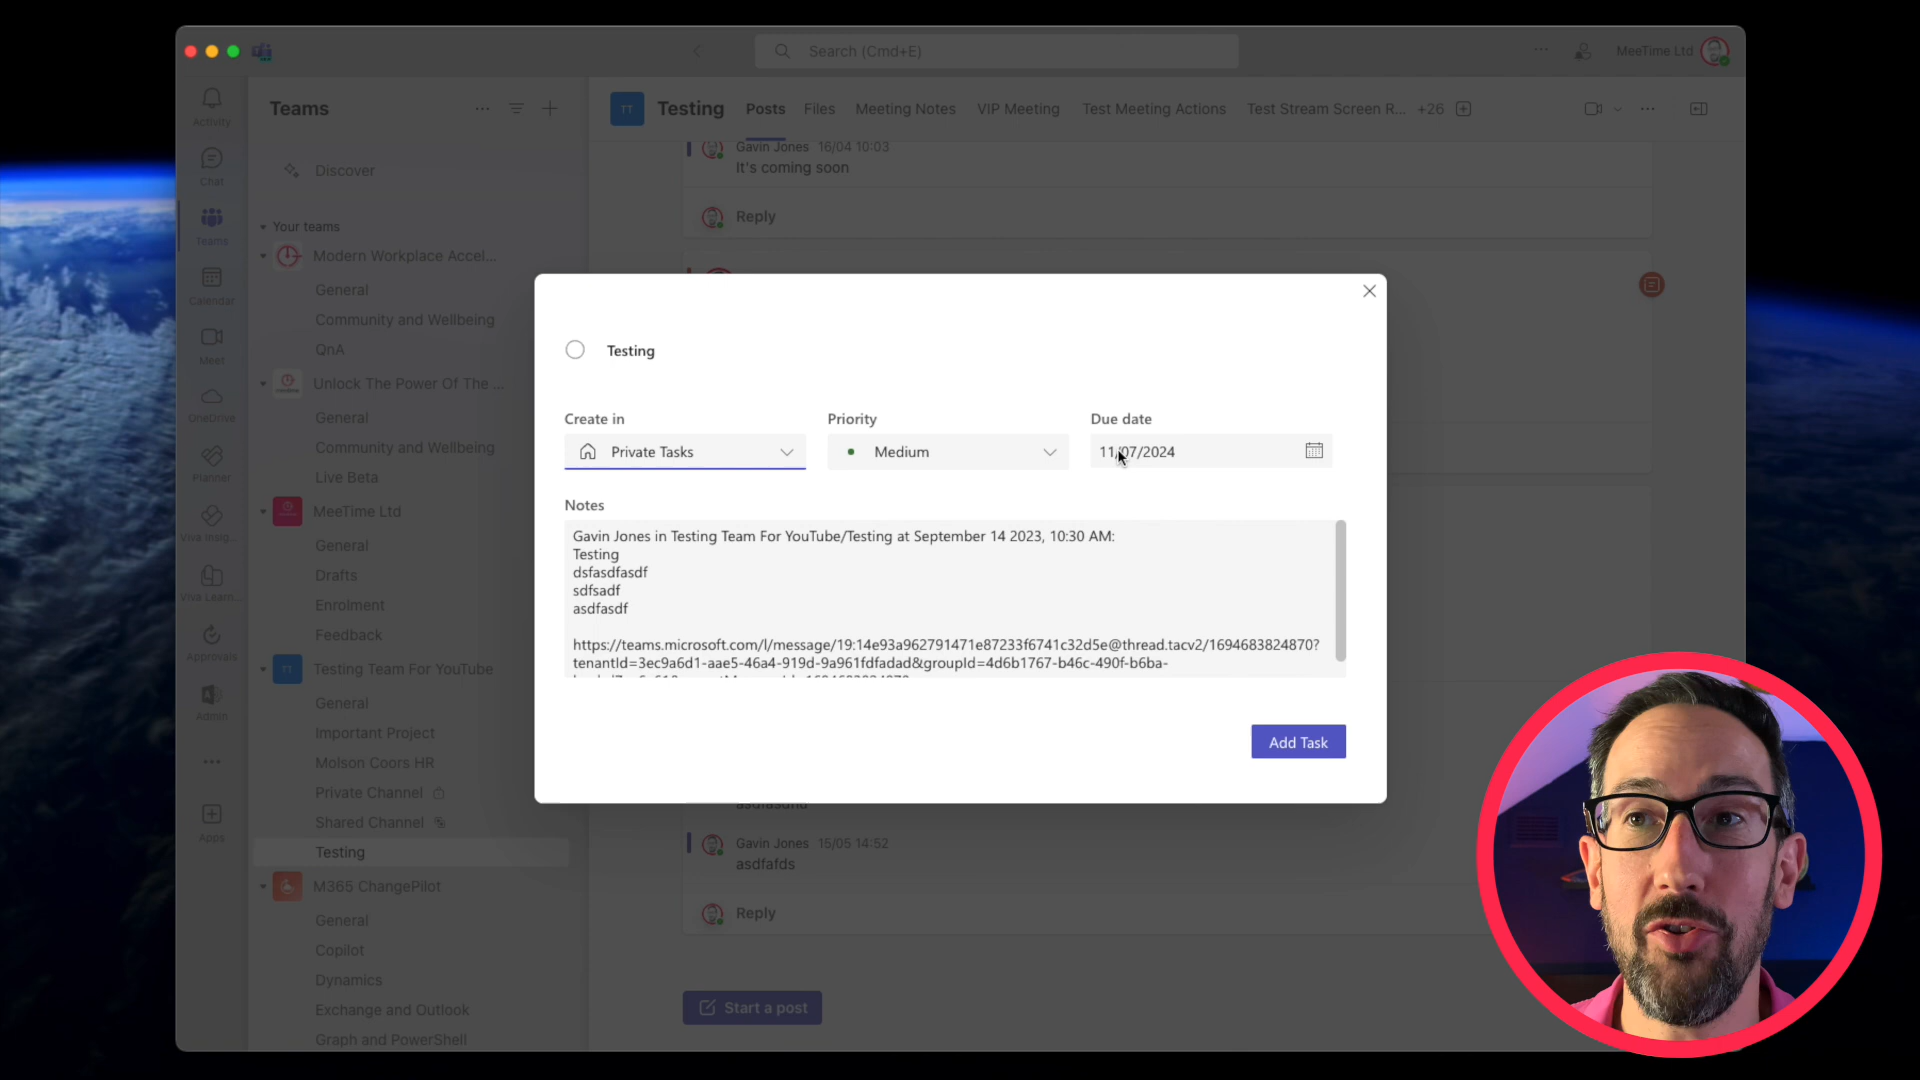 Search (Cmd+E)
MeeTime Ltd
Activity
Chat
Teams
Calendar
Meet
OneDrive
Planner
Viva Insig...
Viva Learn...
Approvals
Admin
Apps
Teams
Discover
Your teams
Modern Workplace Accel...
General
Community and Wellbeing
QnA
Unlock The Power Of The ...
General
Community and Wellbeing
Live Beta
MeeTime Ltd
General
Drafts
Enrolment
Feedback
TT Testing Team For YouTube
General
Important Project
Molson Coors HR
Private Channel
Shared Channel
Testing
M365 ChangePilot
General
Copilot
Dynamics
Exchange and Outlook
Graph and PowerShell
TT Testing Posts Files Meeting Notes VIP Meeting Test Meeting Actions Test Stream Screen R... +26
Gavin Jones 16/04 10:03
It's coming soon
Reply
Testing
Create in Priority Due date
Private Tasks Medium 11/07/2024
Notes
Gavin Jones in Testing Team For YouTube/Testing at September 14 2023, 10:30 AM:
Testing
dsfasdfasdf
sdfsadf
asdfasdf
https://teams.microsoft.com/l/message/19:14e93a962791471e87233f6741c32d5e@thread.tacv2/1694683824870?
tenantId=3ec9a6d1-aae5-46a4-919d-9a961fdfadad&groupId=4d6b1767-b46c-490f-b6ba-
Add Task
Gavin Jones 15/05 14:52
asdfafds
Reply
Start a post